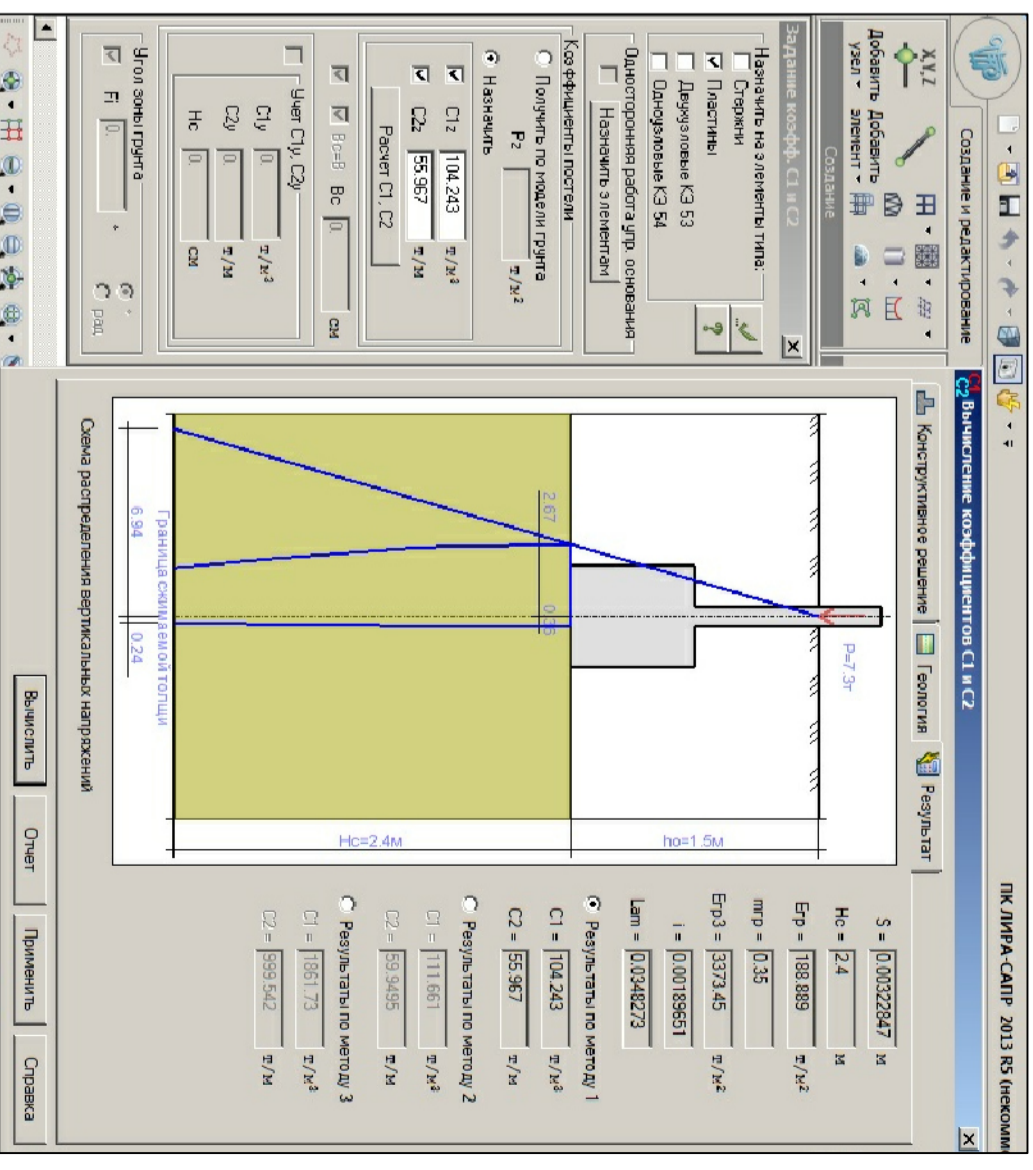 ПК ЛИРА-САПР 2013 R5 (некомм
Создание и редактирование
X,Y,Z
Добавить узел
Добавить элемент
Создание
Задание коэфф. C1 и C2
Назначить на элементы типа:
Стержни
Пластины
Двухузловые КЭ 53
Одноузловые КЭ 54
?
Односторонняя работа упр. основания
Назначить элементам
Коэффициенты постели
Получить по модели грунта
Pz т/м²
Назначить
C1z 104.243 т/м³
C2z 55.967 т/м
Расчет C1, C2
Bc=B Bc 0. см
Учет C1y, C2y
C1y 0. т/м³
C2y 0. т/м
Hc 0 см
Угол зоны грунта
Fi 0. °
°
рад.
C1 C2 Вычисление коэффициентов C1 и C2
Конструктивное решение
Геология
Результат
P=7.3т
ho=1.5м
2.67
0.36
Hc=2.4м
Граница сжимаемой толщи
6.94
0.24
Схема распределения вертикальных напряжений
S = 0.00322847 м
Hc = 2.4 м
Eгр = 188.889 т/м²
mгр = 0.35
Eгр3 = 3373.45 т/м²
i = 0.00189651
Lam = 0.0348273
Результаты по методу 1
C1 = 104.243 т/м³
C2 = 55.967 т/м
Результаты по методу 2
C1 = 111.661 т/м³
C2 = 59.9495 т/м
Результаты по методу 3
C1 = 1861.73 т/м³
C2 = 999.542 т/м
Вычислить
Отчет
Применить
Справка